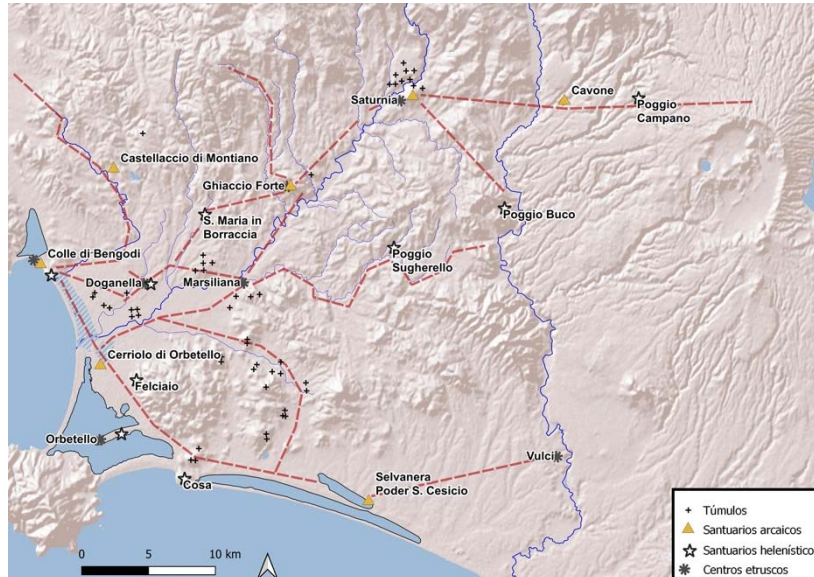 Saturnia
Cavone
Poggio
Campano
Castellaccio di Montiano
Ghiaccio Forte
S. Maria in
Borraccia
Poggio Buco
Colle di Bengodi
Poggio
Sugherello
Doganella
Marsiliana
Cerriolo di Orbetello
Felciaio
Orbetello
Vulci
Cosa
Selvanera
Poder S. Cesicio
0 5 10 km
Túmulos
Santuarios arcaicos
Santuarios helenístico
Centros etruscos